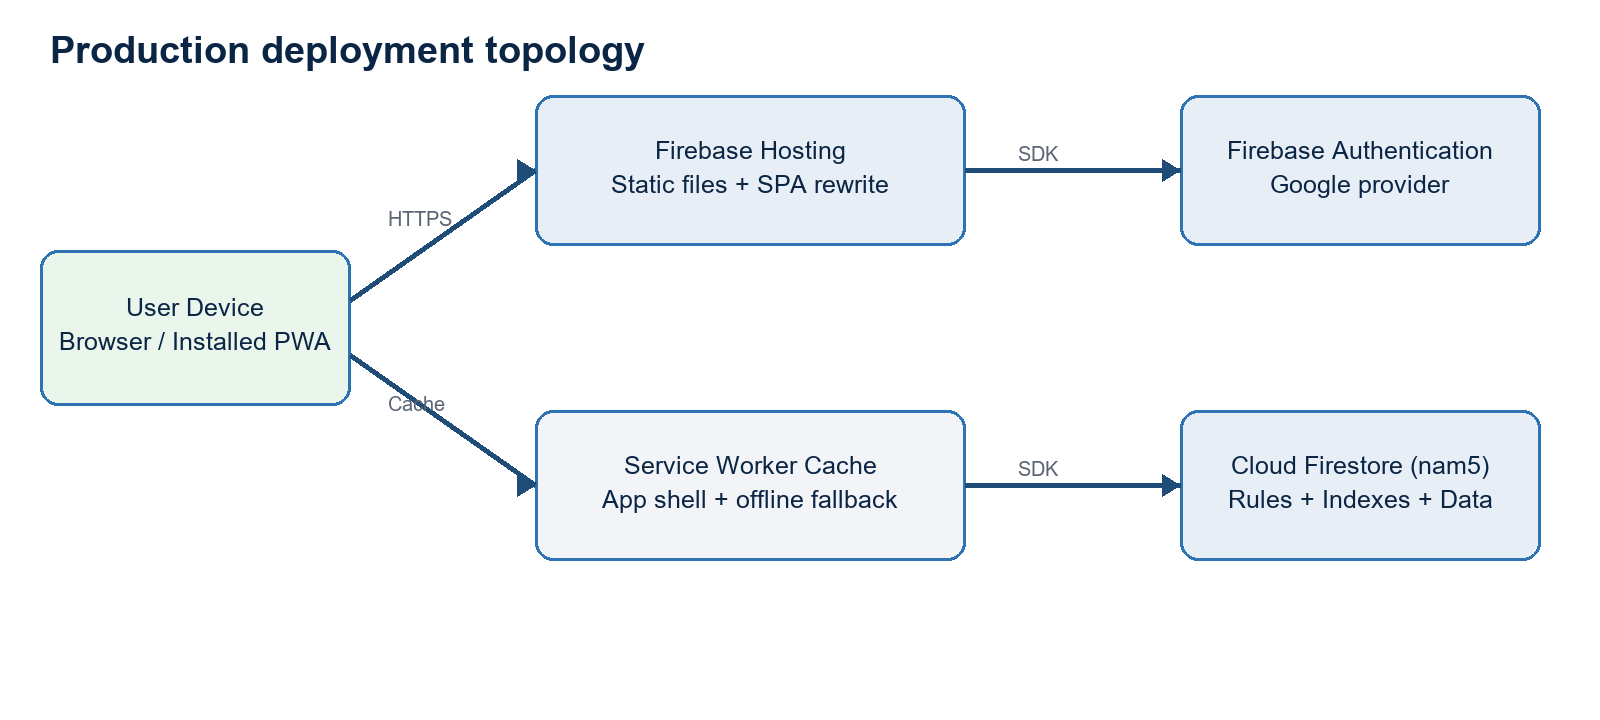 Production deployment topology
Firebase Hosting
Static files + SPA rewrite
SDK
Firebase Authentication
Google provider
HTTPS
User Device
Browser / Installed PWA
Cache
Service Worker Cache
App shell + offline fallback
SDK
Cloud Firestore (nam5)
Rules + Indexes + Data